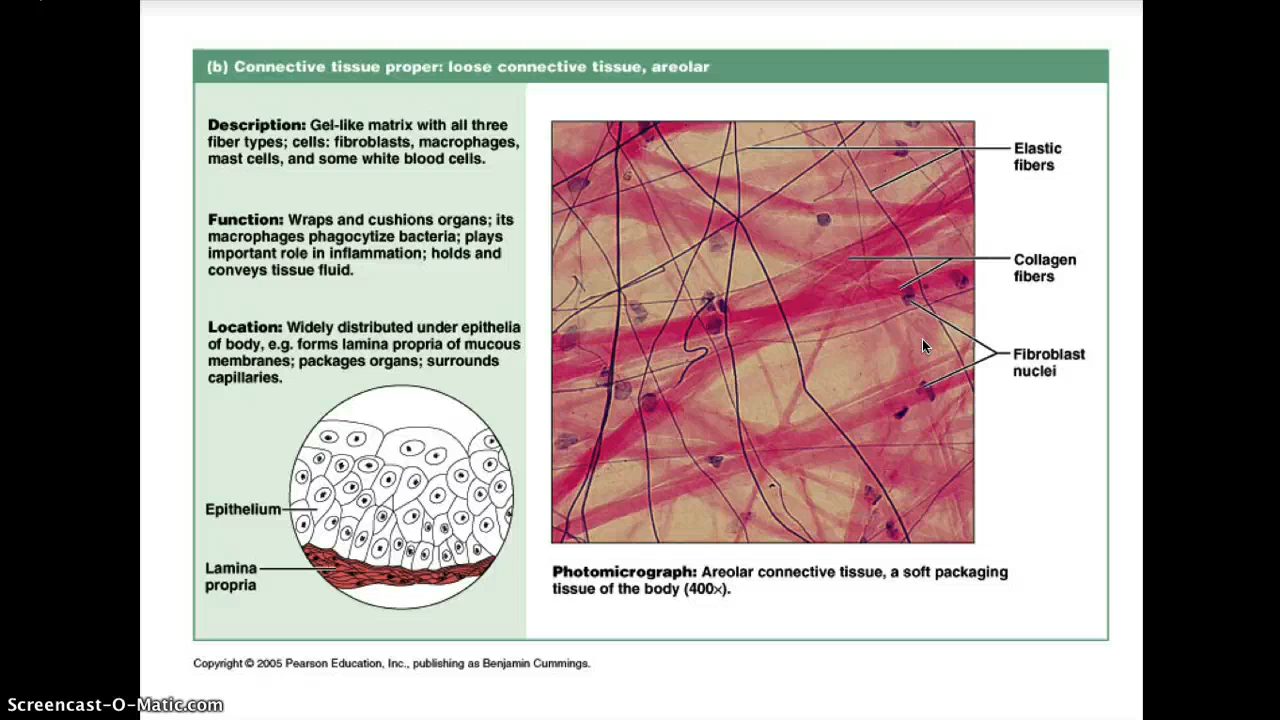 (b) Connective tissue proper: loose connective tissue, areolar
Description: Gel-like matrix with all three
fiber types; cells: fibroblasts, macrophages,
mast cells, and some white blood cells.
Function: Wraps and cushions organs; its
macrophages phagocytize bacteria; plays
important role in inflammation; holds and
conveys tissue fluid.
Location: Widely distributed under epithelia
of body, e.g. forms lamina propria of mucous
membranes; packages organs; surrounds
capillaries.
Epithelium
Lamina
propria
Elastic
fibers
Collagen
fibers
Fibroblast
nuclei
Photomicrograph: Areolar connective tissue, a soft packaging
tissue of the body (400×).
Copyright © 2005 Pearson Education, Inc., publishing as Benjamin Cummings.
Screencast-O-Matic.com